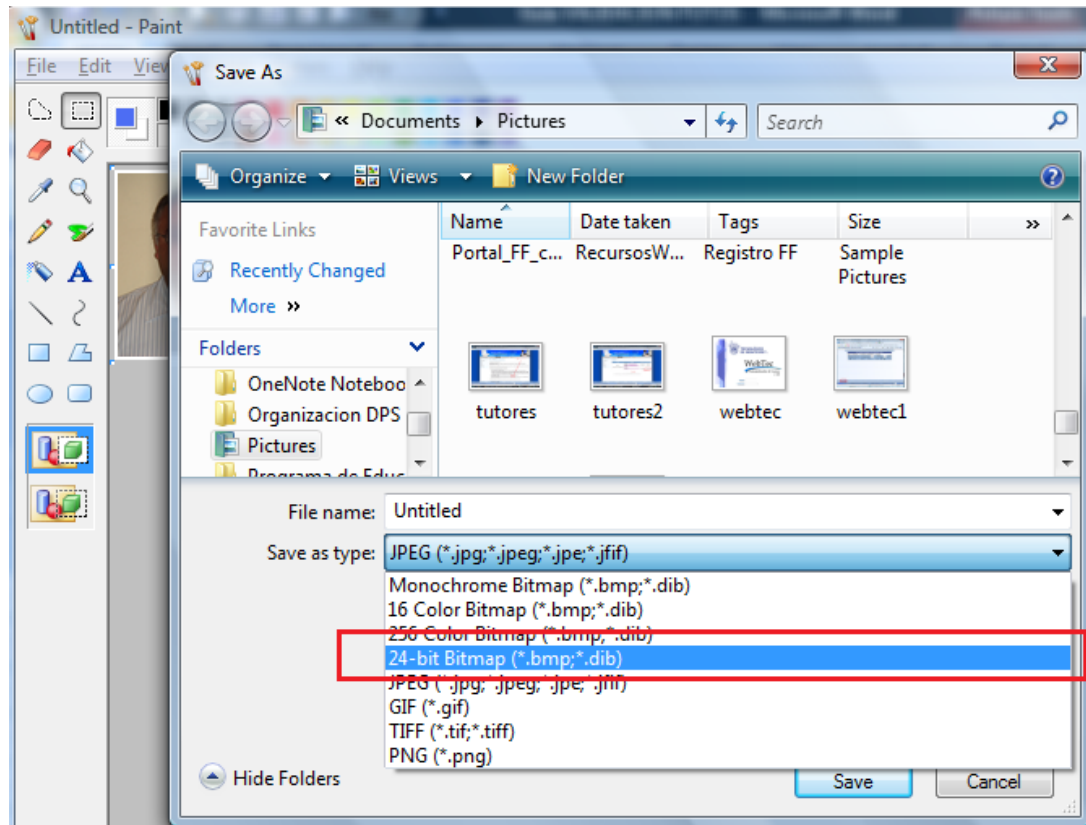 Untitled - Paint
File Edit View
Save As
« Documents Pictures
Search
Organize Views New Folder
Favorite Links
Recently Changed
More »
Folders
OneNote Noteboo
Organizacion DPS
Pictures
Programa de Educ
Name Date taken Tags Size »
Portal_FF_c... RecursosW... Registro FF Sample Pictures
tutores tutores2 webtec webtec1
File name: Untitled
Save as type: JPEG (*.jpg;*.jpeg;*.jpe;*.jfif)
Monochrome Bitmap (*.bmp;*.dib)
16 Color Bitmap (*.bmp;*.dib)
256 Color Bitmap (*.bmp;*.dib)
24-bit Bitmap (*.bmp;*.dib)
JPEG (*.jpg;*.jpeg;*.jpe;*.jfif)
GIF (*.gif)
TIFF (*.tif;*.tiff)
PNG (*.png)
Hide Folders
Save Cancel